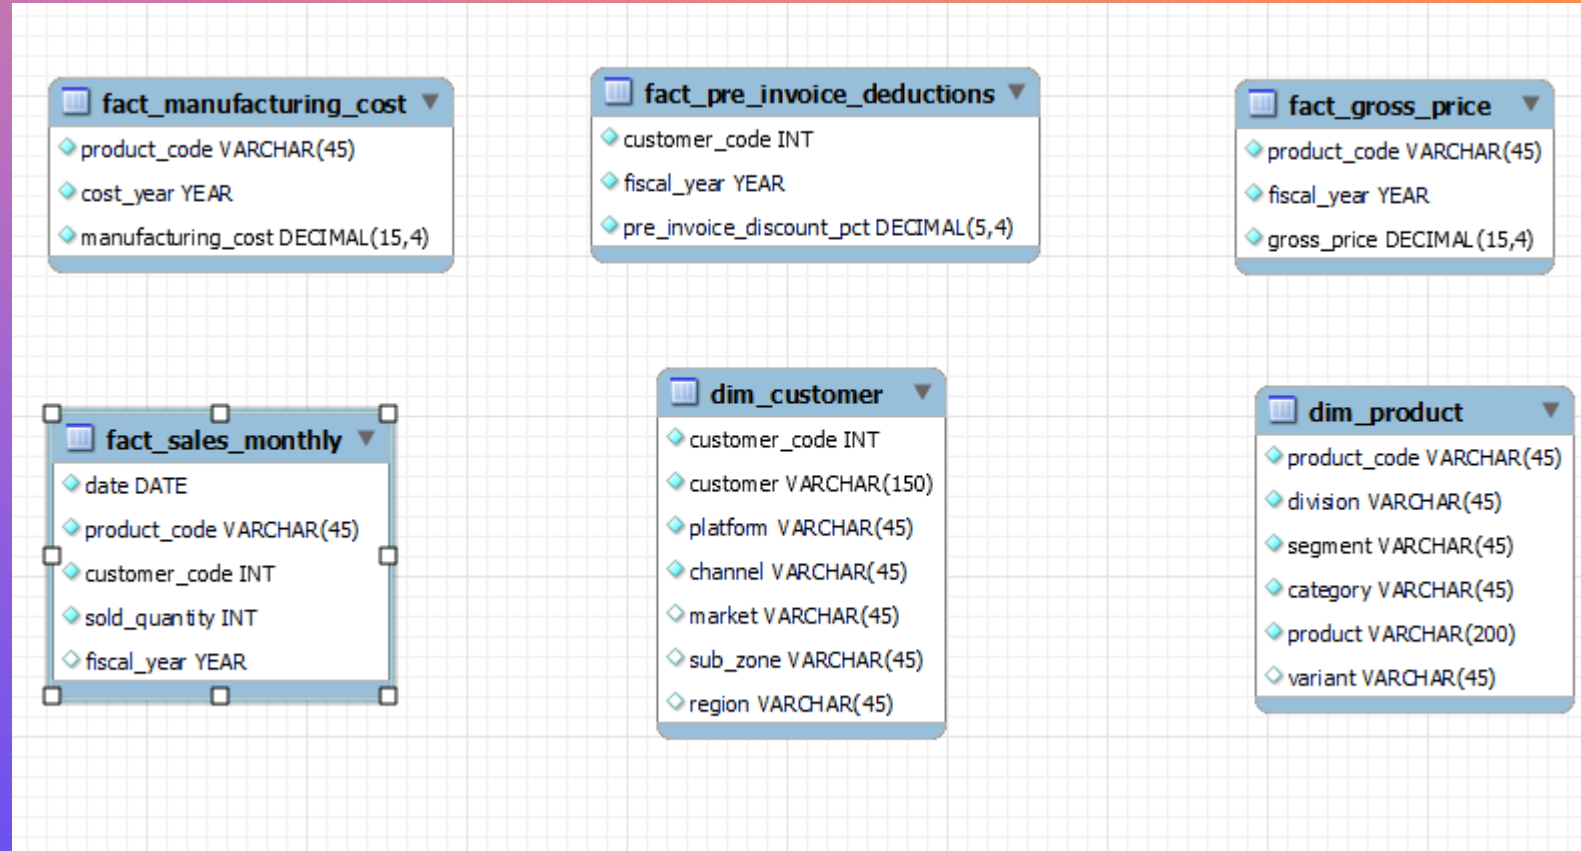 fact_manufacturing_cost
product_code VARCHAR(45)
cost_year YEAR
manufacturing_cost DECIMAL(15,4)
fact_pre_invoice_deductions
customer_code INT
fiscal_year YEAR
pre_invoice_discount_pct DECIMAL(5,4)
fact_gross_price
product_code VARCHAR(45)
fiscal_year YEAR
gross_price DECIMAL(15,4)
fact_sales_monthly
date DATE
product_code VARCHAR(45)
customer_code INT
sold_quantity INT
fiscal_year YEAR
dim_customer
customer_code INT
customer VARCHAR(150)
platform VARCHAR(45)
channel VARCHAR(45)
market VARCHAR(45)
sub_zone VARCHAR(45)
region VARCHAR(45)
dim_product
product_code VARCHAR(45)
division VARCHAR(45)
segment VARCHAR(45)
category VARCHAR(45)
product VARCHAR(200)
variant VARCHAR(45)